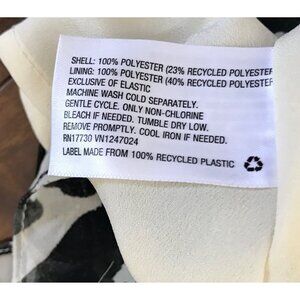 SHELL: 100% POLYESTER (23% RECYCLED POLYESTER
LINING: 100% POLYESTER (40% RECYCLED POLYESTER
EXCLUSIVE OF ELASTIC
MACHINE WASH COLD SEPARATELY.
GENTLE CYCLE. ONLY NON-CHLORINE
BLEACH IF NEEDED. TUMBLE DRY LOW.
REMOVE PROMPTLY. COOL IRON IF NEEDED.
RN17730 VN1247024
LABEL MADE FROM 100% RECYCLED PLASTIC